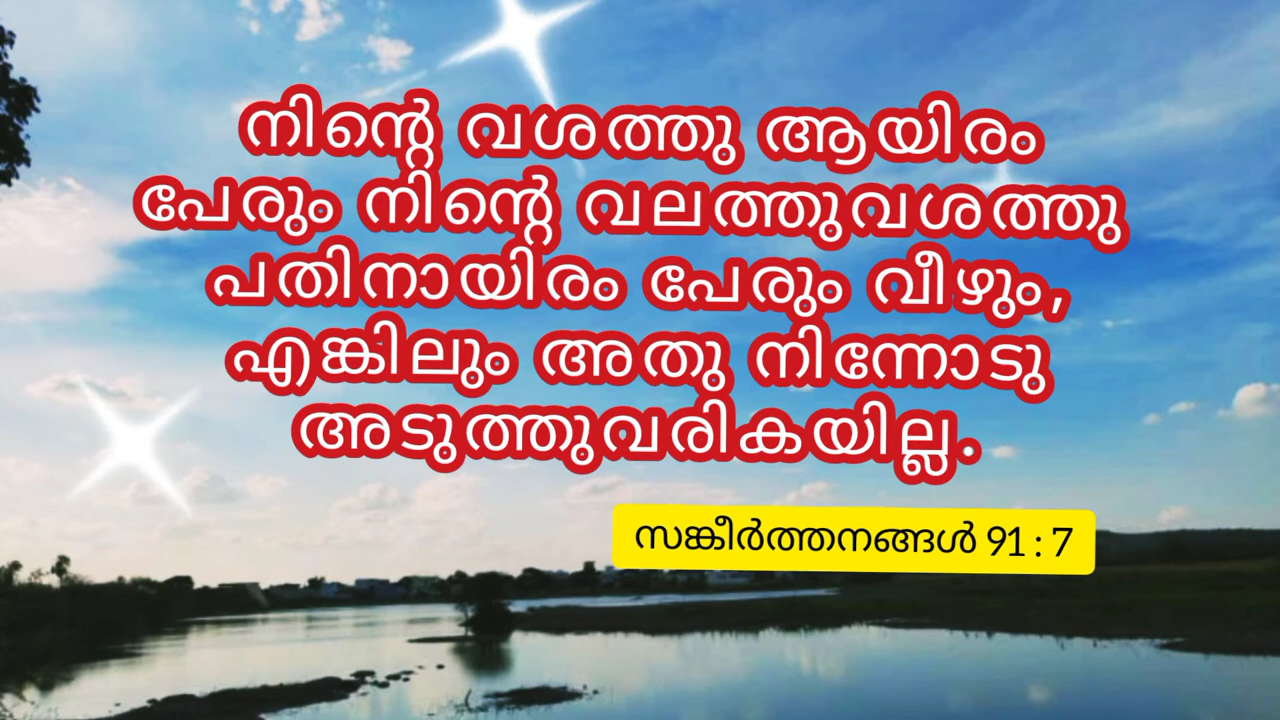 നിന്റെ വശത്തു ആയിരം
പേരും നിന്റെ വലത്തുവശത്തു
പതിനായിരം പേരും വീഴും,
എങ്കിലും അതു നിന്നോടു
അടുത്തുവരികയില്ല.
സങ്കീർത്തനങ്ങൾ 91 : 7